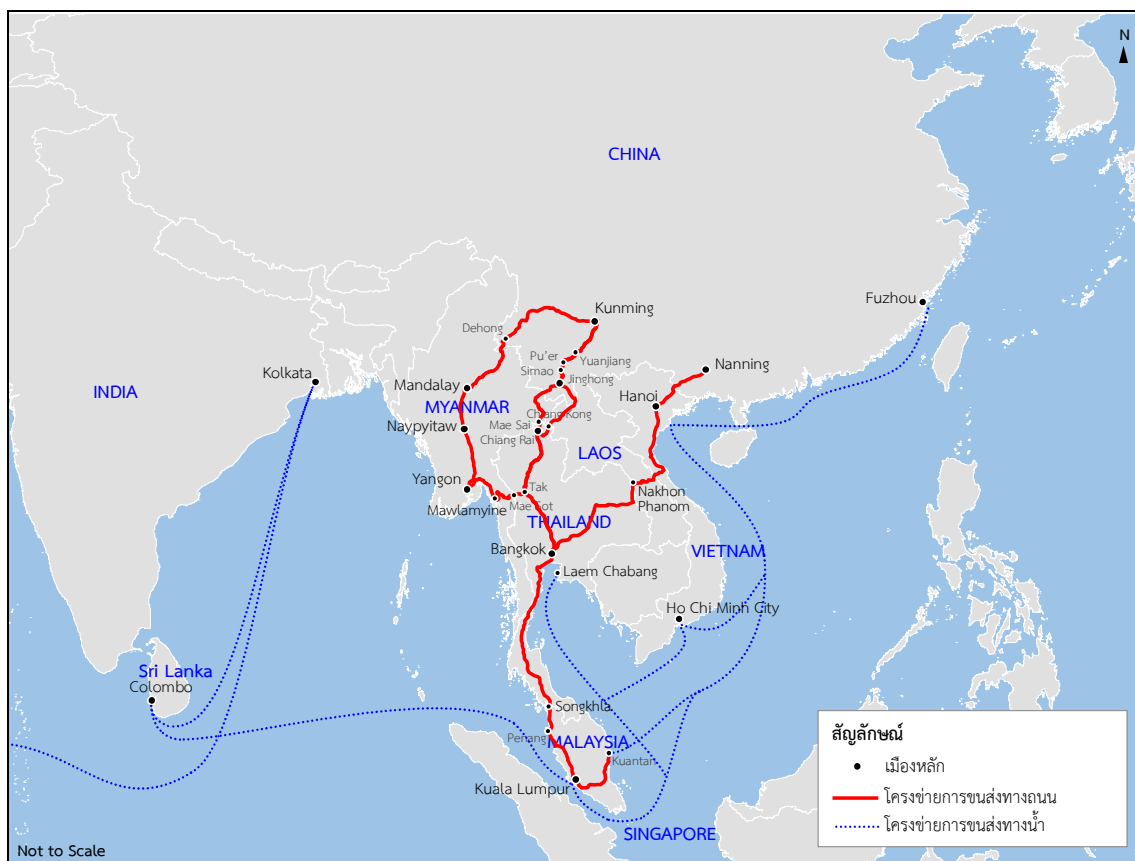 N
CHINA
Fuzhou
Kunming
Dehong
Pu'er
Yuanjiang
Simao
Jinghong
Nanning
Kolkata
INDIA
Mandalay
MYANMAR
Hanoi
Chiang Kong
Mae Sai
Naypyitaw
Chiang Rai
LAOS
Yangon
Tak
Nakhon
Phanom
Mawlamyine
Mae Sot
THAILAND
Bangkok
VIETNAM
Laem Chabang
Ho Chi Minh City
Sri Lanka
Colombo
Songkhla
Penang
MALAYSIA
Kuantan
Kuala Lumpur
SINGAPORE
สัญลักษณ์
เมืองหลัก
โครงข่ายการขนส่งทางถนน
โครงข่ายการขนส่งทางน้ำ
Not to Scale